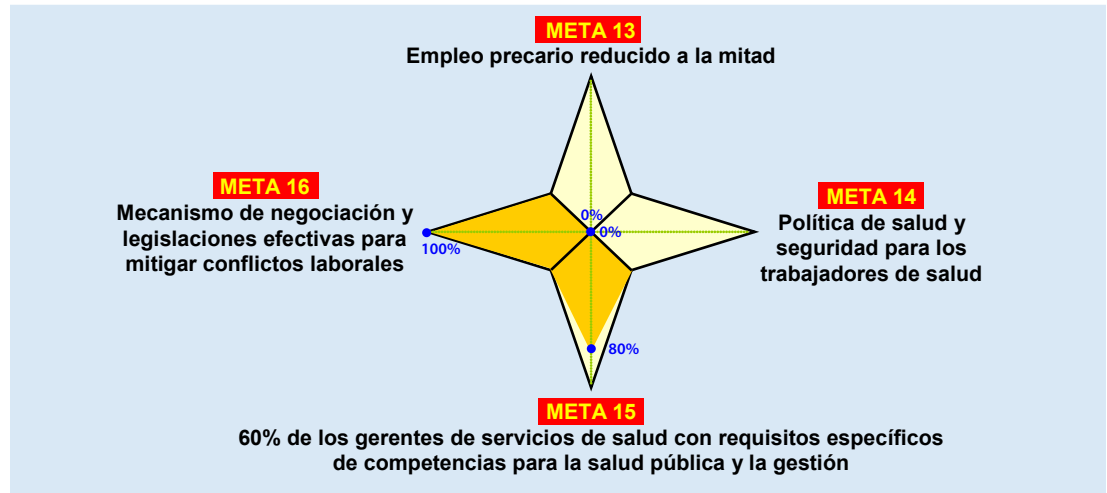 META 13
Empleo precario reducido a la mitad
META 16
Mecanismo de negociación y
legislaciones efectivas para
mitigar conflictos laborales
100%
0%
0%
META 14
Política de salud y
seguridad para los
trabajadores de salud
80%
META 15
60% de los gerentes de servicios de salud con requisitos específicos
de competencias para la salud pública y la gestión